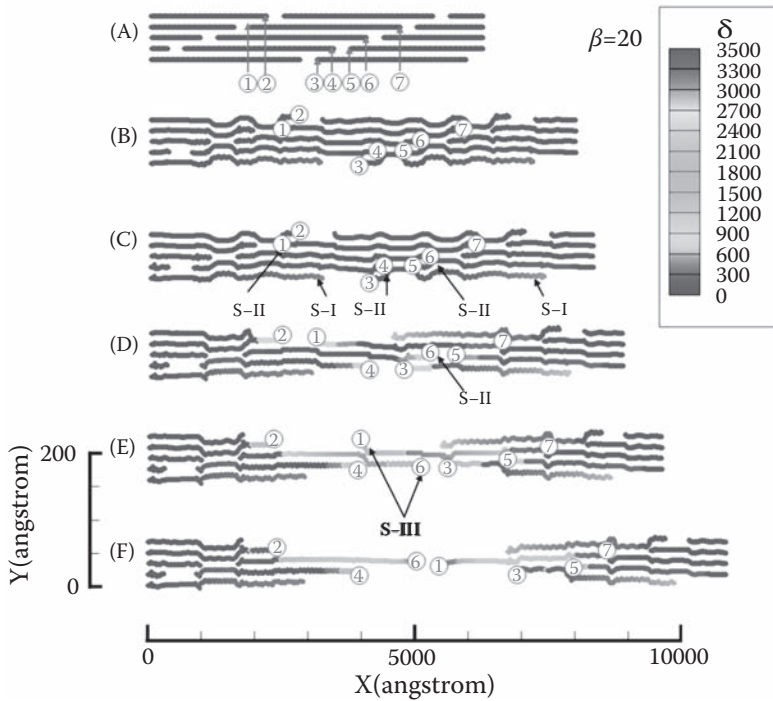 (A)
β=20
δ
3500
3300
3000
2700
2400
2100
1800
1500
1200
900
600
300
0
① ② ③ ④ ⑤ ⑥ ⑦
(B)
② ① ⑦ ⑥ ④ ⑤ ③
(C)
② ① ⑦ ⑥ ④ ⑤ ③
S–II S–I S–II S–II S–I
(D)
② ① ⑦ ⑥ ⑤ ④ ③
S–II
(E)
② ① ⑦ ⑤ ④ ⑥ ③
S–III
(F)
② ⑦ ⑥ ① ⑤ ④ ③
200
0
Y(angstrom)
0 5000 10000
X(angstrom)